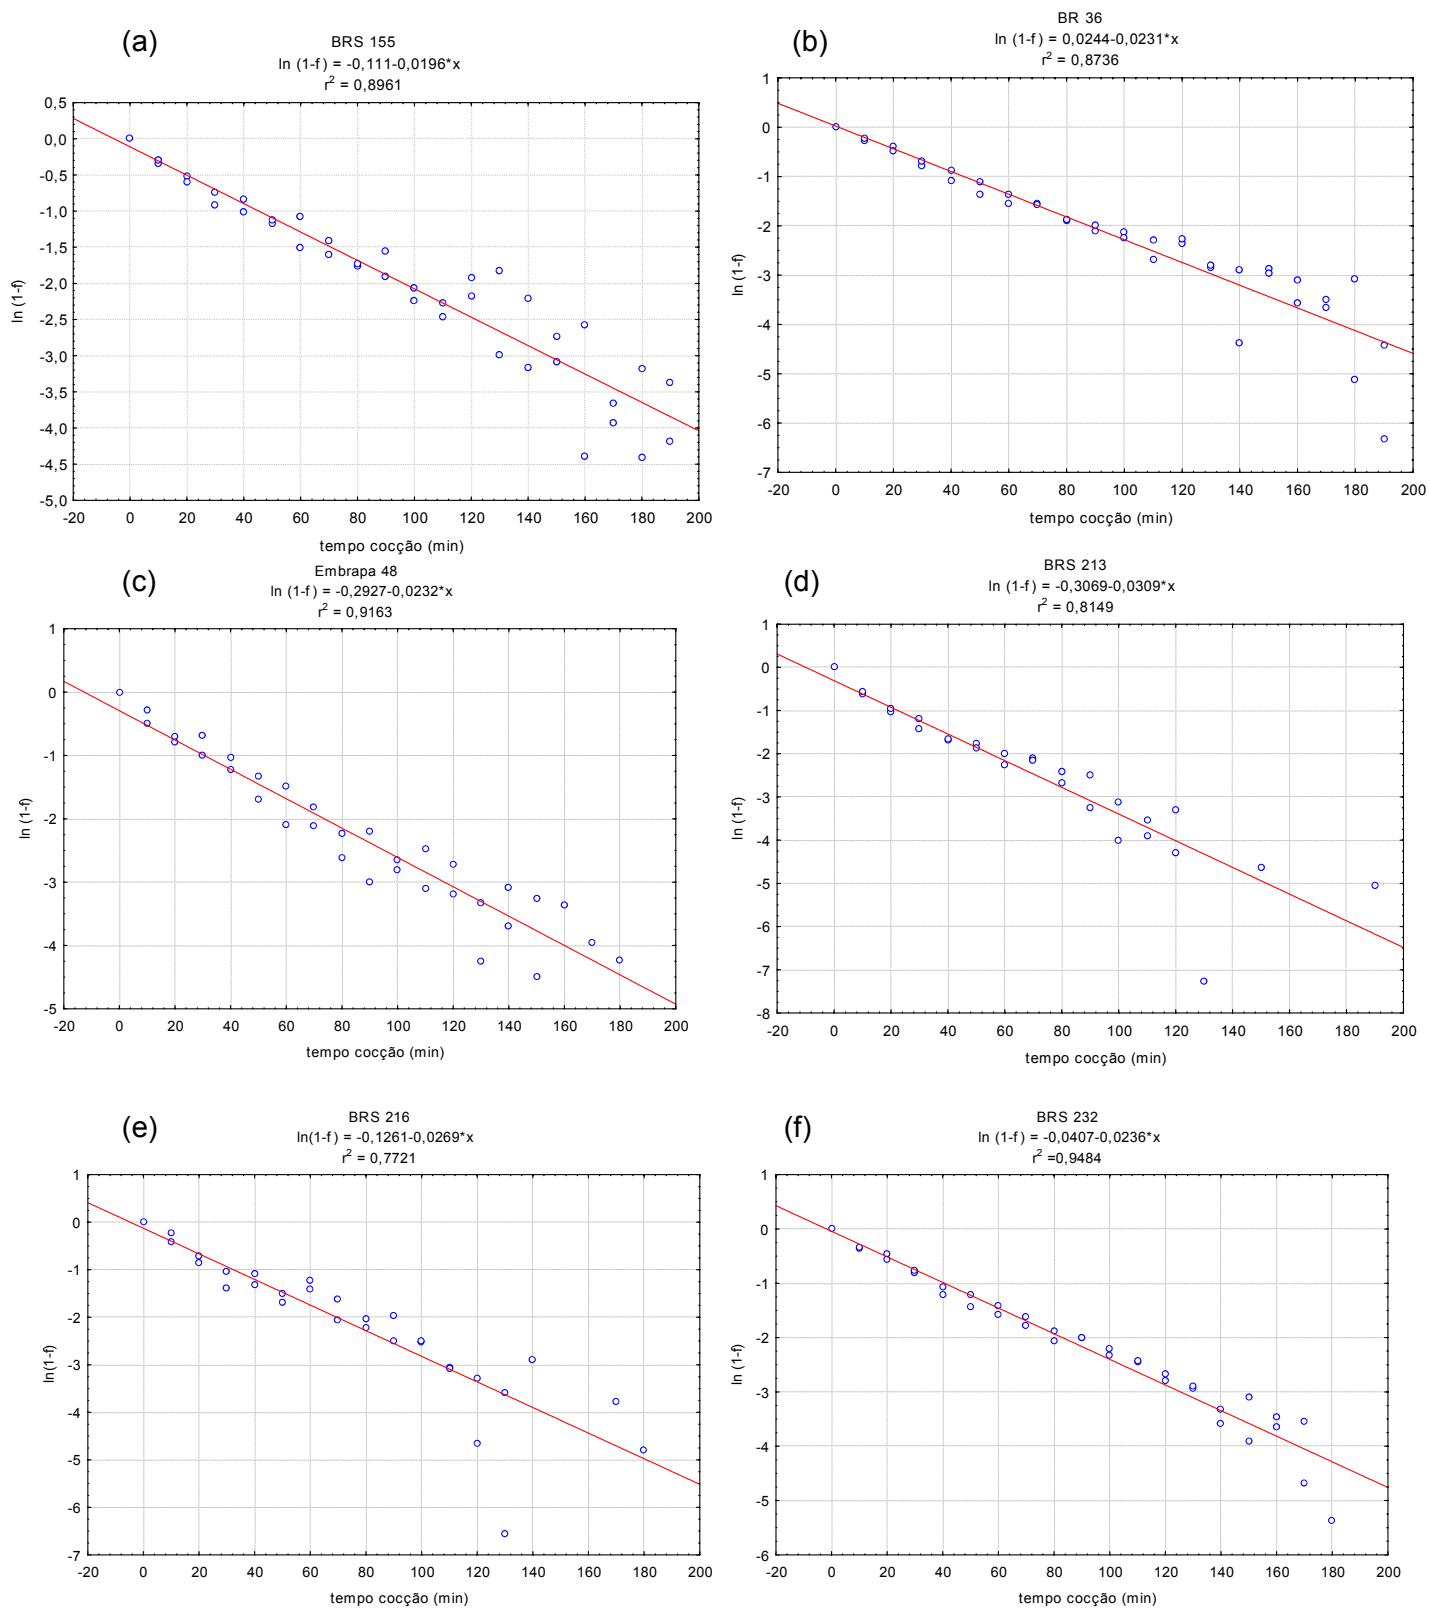 (a)
BRS 155
ln (1-f) = -0,111-0,0196*x
r² = 0,8961
0,5
0,0
-0,5
-1,0
-1,5
-2,0
-2,5
-3,0
-3,5
-4,0
-4,5
-5,0
ln (1-f)
-20 0 20 40 60 80 100 120 140 160 180 200
tempo cocção (min)
(b)
BR 36
ln (1-f) = 0,0244-0,0231*x
r² = 0,8736
1
0
-1
-2
-3
-4
-5
-6
-7
ln (1-f)
-20 0 20 40 60 80 100 120 140 160 180 200
tempo cocção (min)
(c)
Embrapa 48
ln (1-f) = -0,2927-0,0232*x
r² = 0,9163
1
0
-1
-2
-3
-4
-5
ln (1-f)
-20 0 20 40 60 80 100 120 140 160 180 200
tempo cocção (min)
(d)
BRS 213
ln (1-f) = -0,3069-0,0309*x
r² = 0,8149
1
0
-1
-2
-3
-4
-5
-6
-7
-8
ln (1-f)
-20 0 20 40 60 80 100 120 140 160 180 200
tempo cocção (min)
(e)
BRS 216
ln(1-f) = -0,1261-0,0269*x
r² = 0,7721
1
0
-1
-2
-3
-4
-5
-6
-7
ln(1-f)
-20 0 20 40 60 80 100 120 140 160 180 200
tempo cocção (min)
(f)
BRS 232
ln (1-f) = -0,0407-0,0236*x
r² =0,9484
1
0
-1
-2
-3
-4
-5
-6
ln (1-f)
-20 0 20 40 60 80 100 120 140 160 180 200
tempo cocção (min)